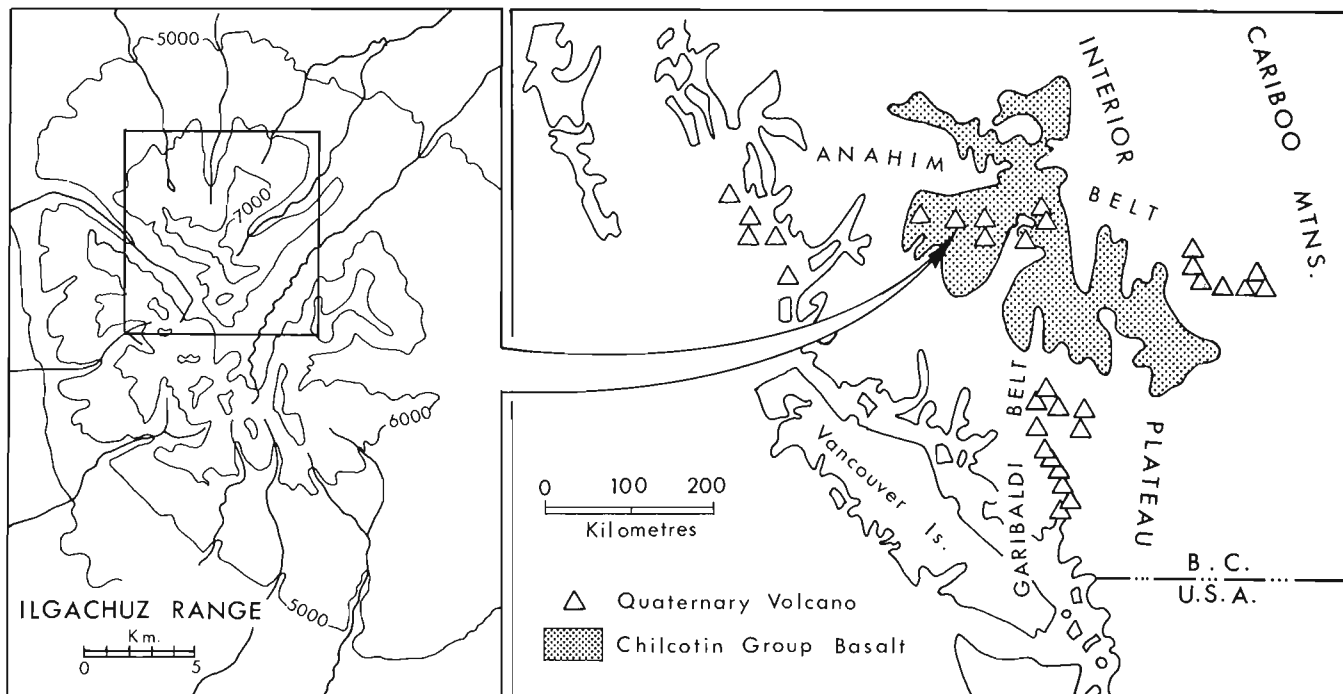 5000
7000
6000
5000
ILGACHUZ RANGE
Km.
0 5
ANAHIM BELT
INTERIOR PLATEAU
CARIBOO MTNS.
GARIBALDI BELT
Vancouver Is.
0 100 200
Kilometres
B.C.
U.S.A.
Quaternary Volcano
Chilcotin Group Basalt